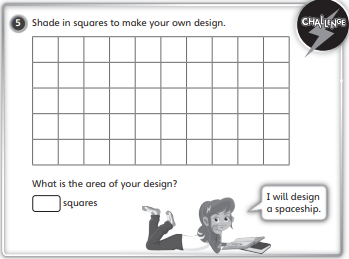 CHALLENGE
5 Shade in squares to make your own design.
What is the area of your design?
squares
I will design
a spaceship.